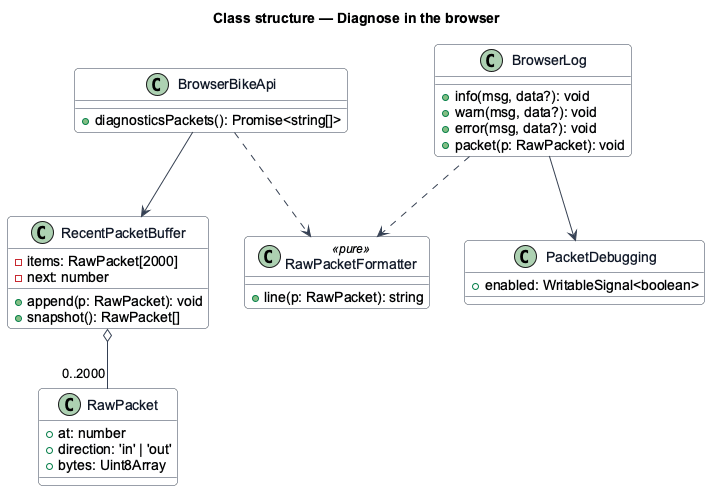 Class structure — Diagnose in the browser
C BrowserBikeApi
diagnosticsPackets(): Promise<string[]>
C BrowserLog
info(msg, data?): void
warn(msg, data?): void
error(msg, data?): void
packet(p: RawPacket): void
C RecentPacketBuffer
items: RawPacket[2000]
next: number
append(p: RawPacket): void
snapshot(): RawPacket[]
«pure»
C RawPacketFormatter
line(p: RawPacket): string
C PacketDebugging
enabled: WritableSignal<boolean>
0..2000
C RawPacket
at: number
direction: 'in' | 'out'
bytes: Uint8Array